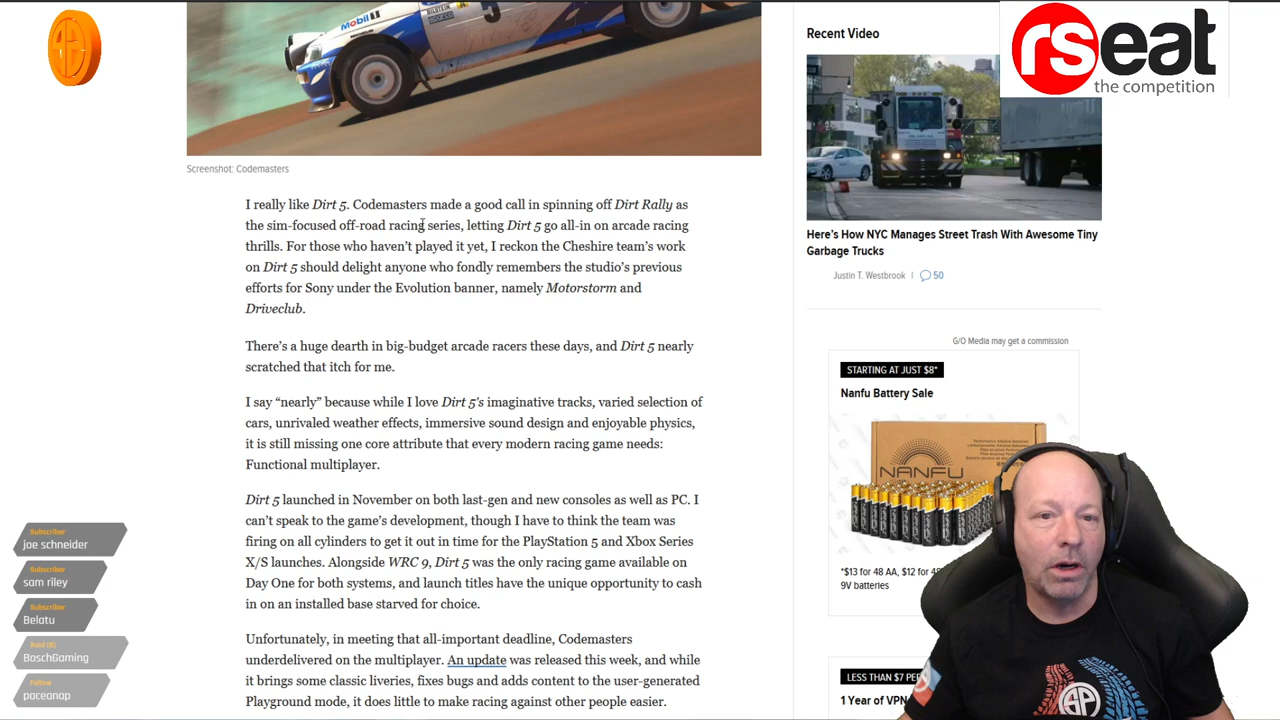 Mobil 1
BILSTEIN
Screenshot: Codemasters
I really like Dirt 5. Codemasters made a good call in spinning off Dirt Rally as
the sim-focused off-road racing series, letting Dirt 5 go all-in on arcade racing
thrills. For those who haven’t played it yet, I reckon the Cheshire team’s work
on Dirt 5 should delight anyone who fondly remembers the studio’s previous
efforts for Sony under the Evolution banner, namely Motorstorm and
Driveclub.
There’s a huge dearth in big-budget arcade racers these days, and Dirt 5 nearly
scratched that itch for me.
I say “nearly” because while I love Dirt 5's imaginative tracks, varied selection of
cars, unrivaled weather effects, immersive sound design and enjoyable physics,
it is still missing one core attribute that every modern racing game needs:
Functional multiplayer.
Dirt 5 launched in November on both last-gen and new consoles as well as PC. I
can’t speak to the game’s development, though I have to think the team was
firing on all cylinders to get it out in time for the PlayStation 5 and Xbox Series
X/S launches. Alongside WRC 9, Dirt 5 was the only racing game available on
Day One for both systems, and launch titles have the unique opportunity to cash
in on an installed base starved for choice.
Unfortunately, in meeting that all-important deadline, Codemasters
underdelivered on the multiplayer. An update was released this week, and while
it brings some classic liveries, fixes bugs and adds content to the user-generated
Playground mode, it does little to make racing against other people easier.
Recent Video
rseat
the competition
Here’s How NYC Manages Street Trash With Awesome Tiny
Garbage Trucks
Justin T. Westbrook | 50
G/O Media may get a commission
STARTING AT JUST $8*
Nanfu Battery Sale
NANFU
*$13 for 48 AA, $12 for
9V batteries
LESS THAN $7
1 Year of VPN
Subscriber
joe schneider
Subscriber
sam riley
Subscriber
Belatu
Raid (8)
BoschGaming
Follow
paceanap